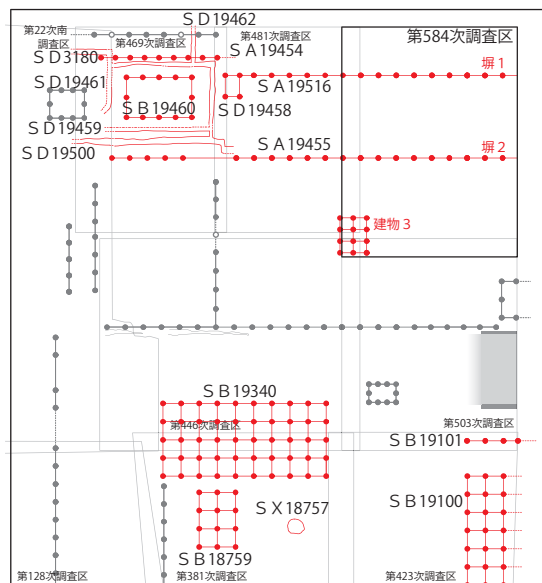 ＳＤ19462
第22次南
調査区
第469次調査区
第481次調査区
ＳＡ19454
第584次調査区
ＳＤ3180
塀１
ＳＤ19461
ＳＡ19516
ＳＢ19460
ＳＤ19458
ＳＤ19459
ＳＤ19500
ＳＡ19455
塀２
建物３
ＳＢ19340
第446次調査区
第503次調査区
ＳＢ19101
ＳＢ19100
ＳＸ18757
ＳＢ18759
第128次調査区
第381次調査区
第423次調査区